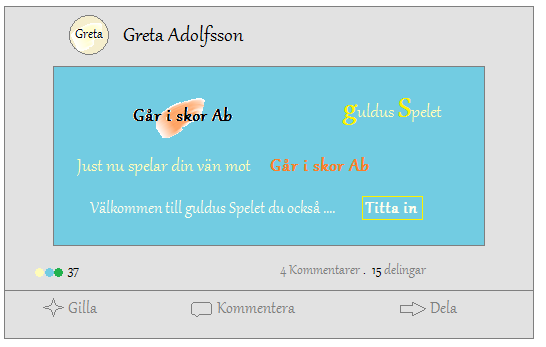 Greta Greta Adolfsson
Går i skor Ab guldus Spelet
Just nu spelar din vän mot Går i skor Ab
Välkommen till guldus Spelet du också .... Titta in
37 4 Kommentarer . 15 delingar
Gilla Kommentera Dela